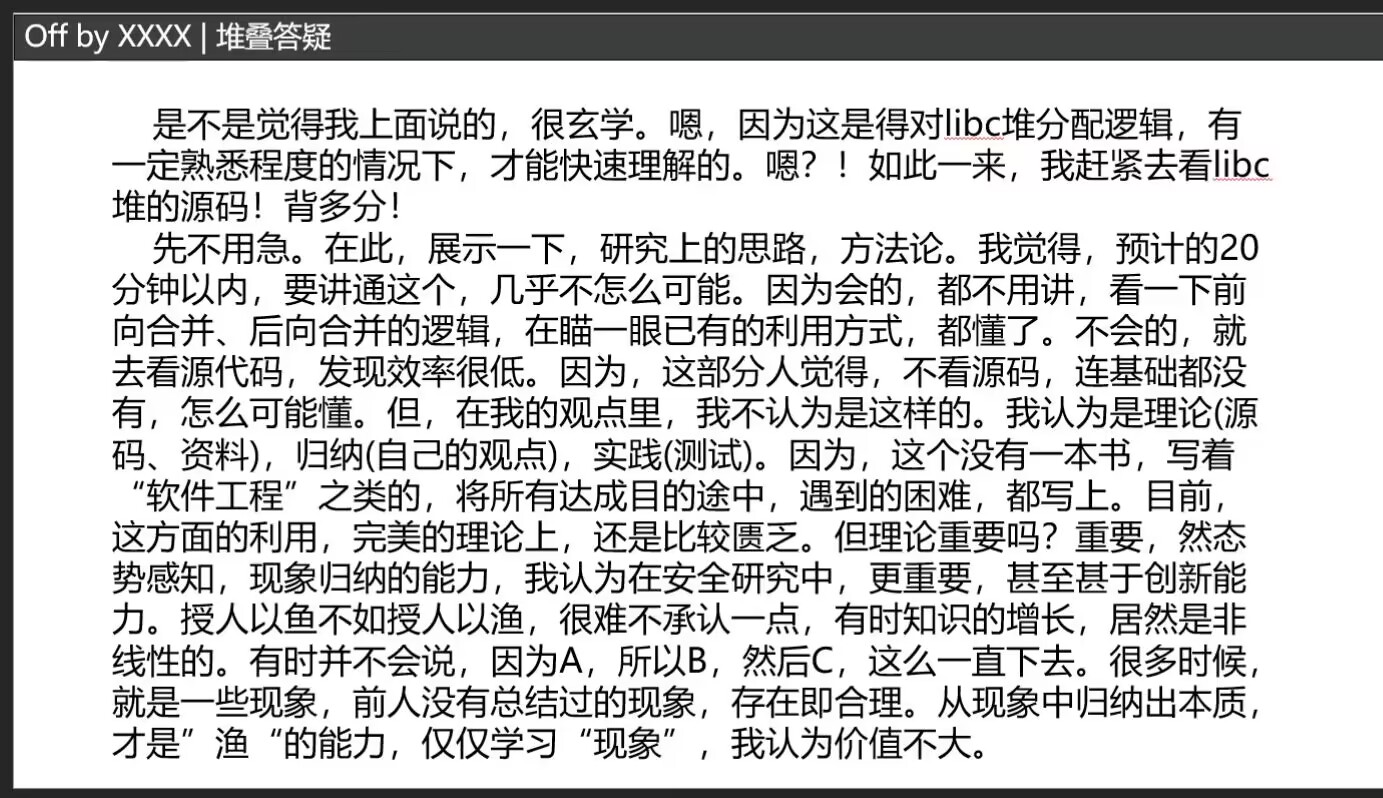 Off by XXXX | 堆叠答疑
是不是觉得我上面说的，很玄学。嗯，因为这是得对libc堆分配逻辑，有
一定熟悉程度的情况下，才能快速理解的。嗯？！如此一来，我赶紧去看libc
堆的源码！背多分！
先不用急。在此，展示一下，研究上的思路，方法论。我觉得，预计的20
分钟以内，要讲通这个，几乎不怎么可能。因为会的，都不用讲，看一下前
向合并、后向合并的逻辑，在瞄一眼已有的利用方式，都懂了。不会的，就
去看源代码，发现效率很低。因为，这部分人觉得，不看源码，连基础都没
有，怎么可能懂。但，在我的观点里，我不认为是这样的。我认为是理论(源
码、资料)，归纳(自己的观点)，实践(测试)。因为，这个没有一本书，写着
“软件工程”之类的，将所有达成目的途中，遇到的困难，都写上。目前，
这方面的利用，完美的理论上，还是比较匮乏。但理论重要吗？重要，然态
势感知，现象归纳的能力，我认为在安全研究中，更重要，甚至甚于创新能
力。授人以鱼不如授人以渔，很难不承认一点，有时知识的增长，居然是非
线性的。有时并不会说，因为A，所以B，然后C，这么一直下去。很多时候，
就是一些现象，前人没有总结过的现象，存在即合理。从现象中归纳出本质，
才是”渔“的能力，仅仅学习“现象”，我认为价值不大。